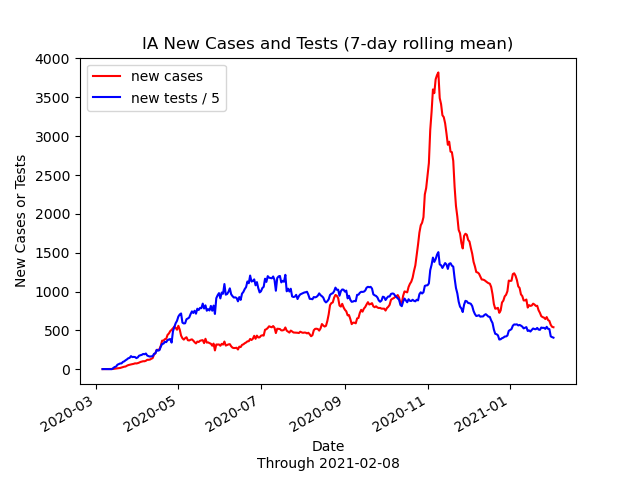 IA New Cases and Tests (7-day rolling mean)
new cases
new tests / 5
New Cases or Tests
4000
3500
3000
2500
2000
1500
1000
500
0
2020-03
2020-05
2020-07
2020-09
2020-11
2021-01
Date
Through 2021-02-08